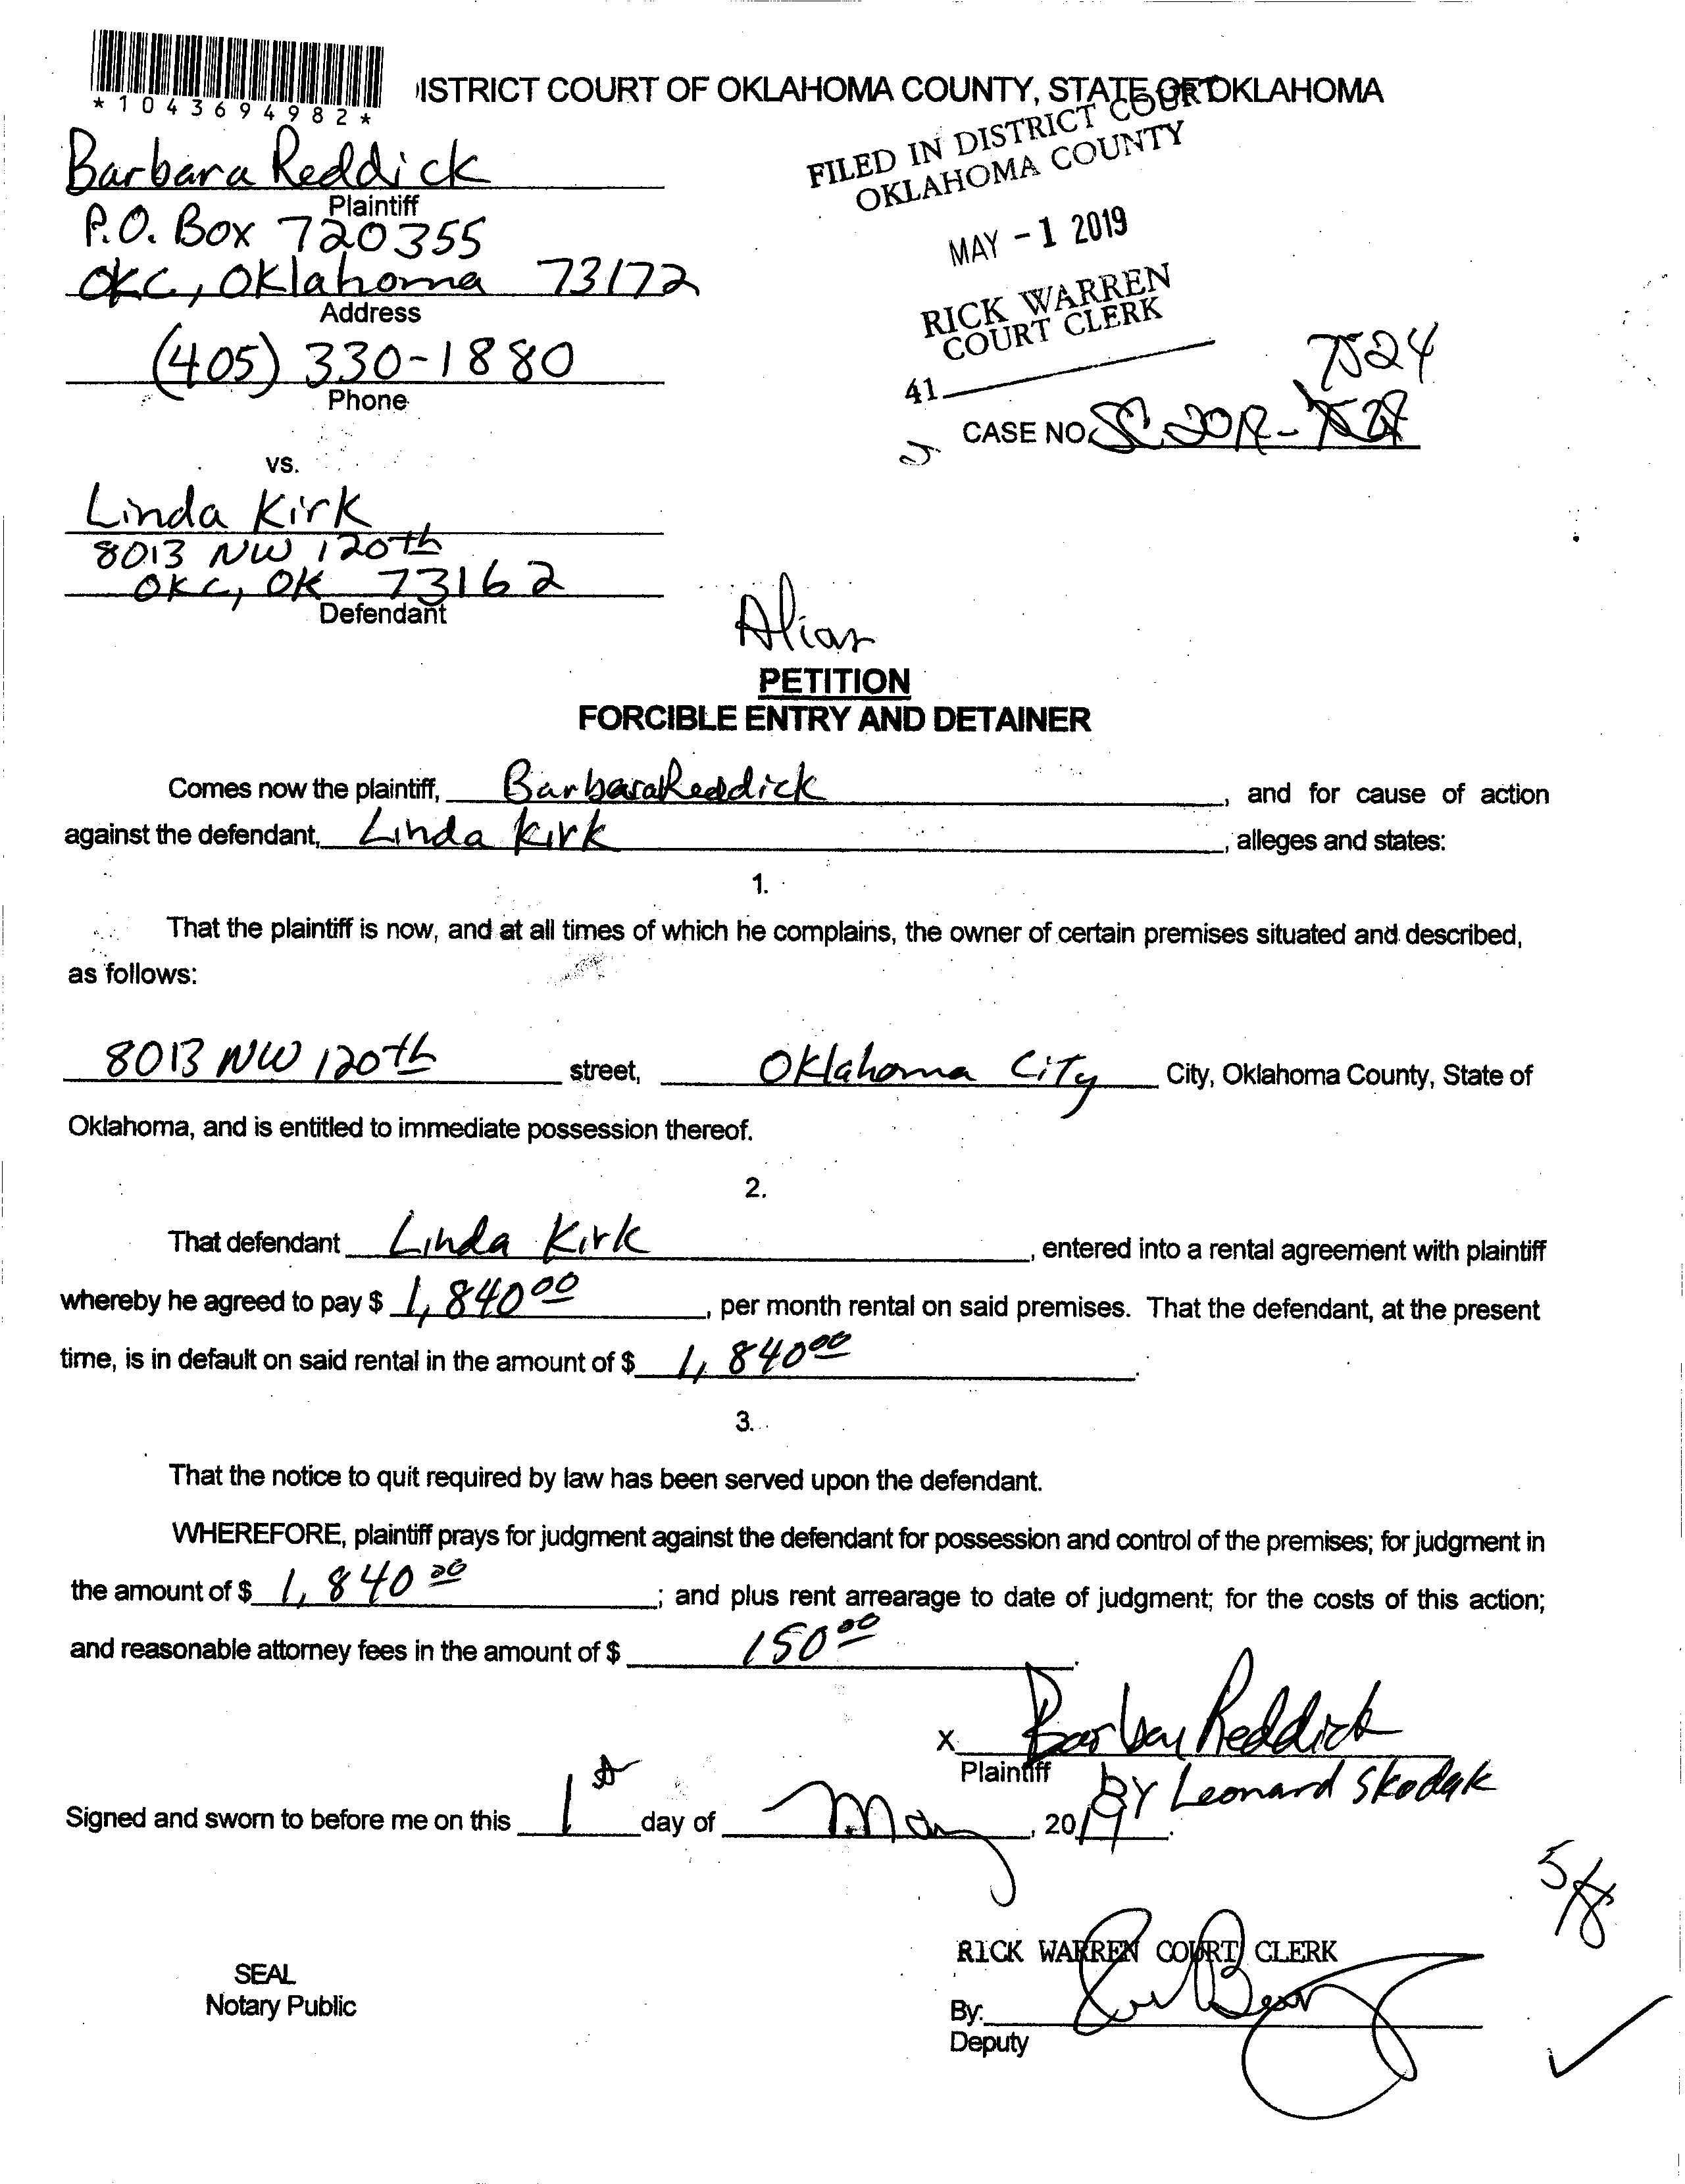 *1043694982*
ISTRICT COURT OF OKLAHOMA COUNTY, STATE OF OKLAHOMA
FILED IN DISTRICT COURT
OKLAHOMA COUNTY
MAY -1 2019
RICK WARREN
COURT CLERK
41
Barbara Reddick
Plaintiff
P.O. Box 720355
OKC, Oklahoma 73172
Address
(405) 330-1880
Phone
7524
CASE NO.
vs.
Linda Kirk
8013 NW 120th
OKC, OK 73162
Defendant
Alias
PETITION
FORCIBLE ENTRY AND DETAINER
Comes now the plaintiff, Barbara Reddick, and for cause of action
against the defendant, Linda Kirk, alleges and states:
1.
That the plaintiff is now, and at all times of which he complains, the owner of certain premises situated and described,
as follows:
8013 NW 120th street, Oklahoma City City, Oklahoma County, State of
Oklahoma, and is entitled to immediate possession thereof.
2.
That defendant Linda Kirk, entered into a rental agreement with plaintiff
whereby he agreed to pay $ 1,840 00, per month rental on said premises. That the defendant, at the present
time, is in default on said rental in the amount of $ 1,840 00.
3.
That the notice to quit required by law has been served upon the defendant.
WHEREFORE, plaintiff prays for judgment against the defendant for possession and control of the premises; for judgment in
the amount of $ 1,840 00; and plus rent arrearage to date of judgment; for the costs of this action;
and reasonable attorney fees in the amount of $ 150 00.
X Barbara Reddick
Plaintiff BY Leonard Skodak
Signed and sworn to before me on this 1st day of May, 2019.
5/8
RICK WARREN COURT CLERK
SEAL
Notary Public
By:
Deputy